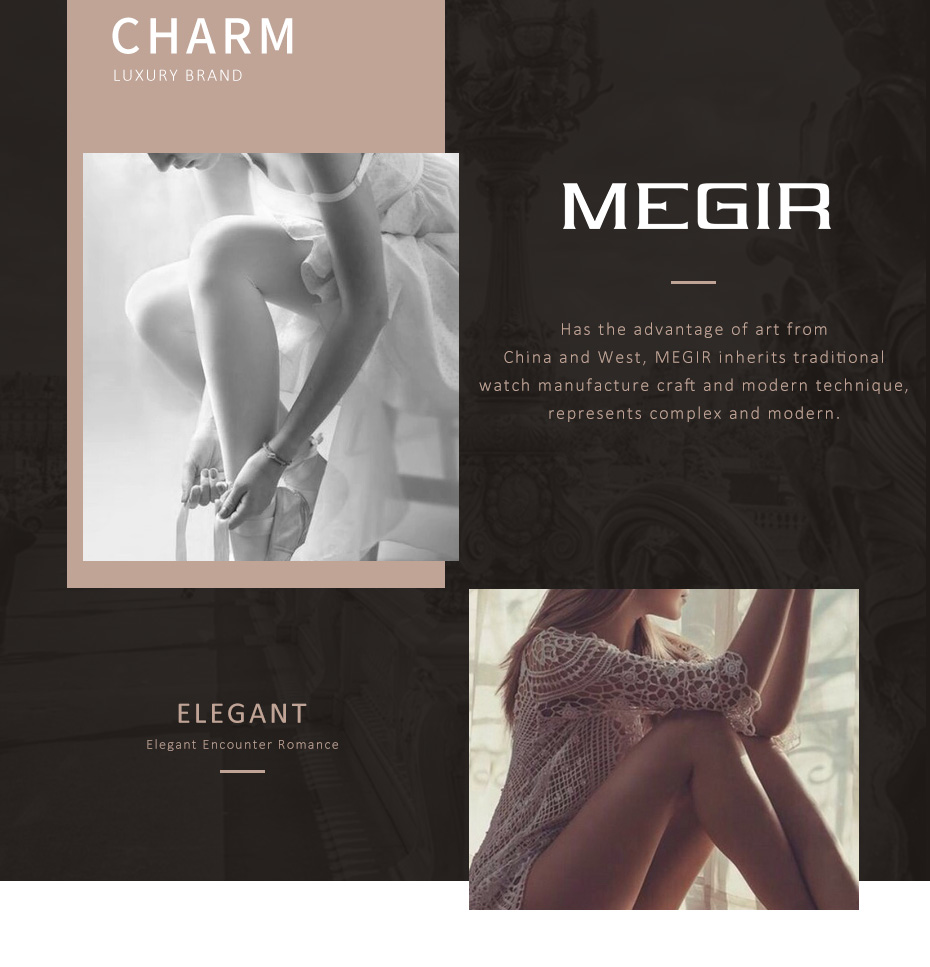 CHARM
LUXURY BRAND
MEGIR
Has the advantage of art from
China and West, MEGIR inherits traditional
watch manufacture craft and modern technique,
represents complex and modern.
ELEGANT
Elegant Encounter Romance